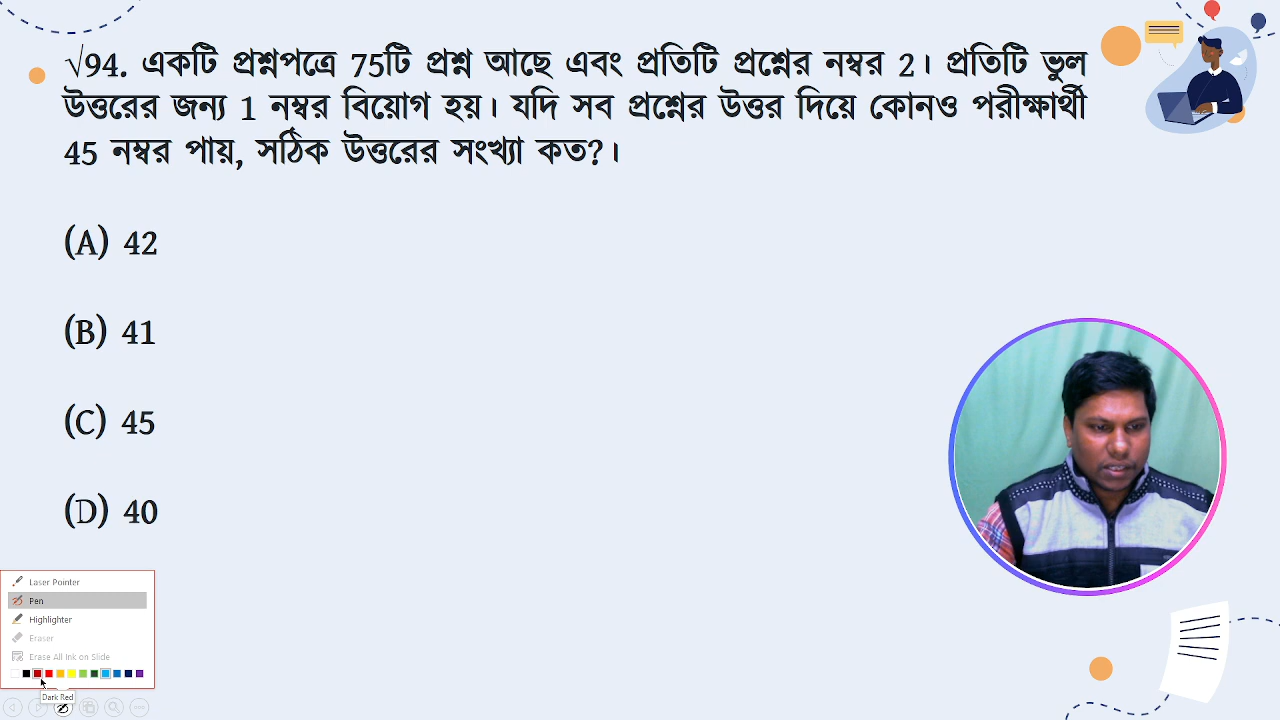 √94. একটি প্রশ্নপত্রে 75টি প্রশ্ন আছে এবং প্রতিটি প্রশ্নের নম্বর 2। প্রতিটি ভুল
উত্তরের জন্য 1 নম্বর বিয়োগ হয়। যদি সব প্রশ্নের উত্তর দিয়ে কোনও পরীক্ষার্থী
45 নম্বর পায়, সঠিক উত্তরের সংখ্যা কত?।
(A) 42
(B) 41
(C) 45
(D) 40
Laser Pointer
Pen
Highlighter
Eraser
Erase All Ink on Slide
Dark Red